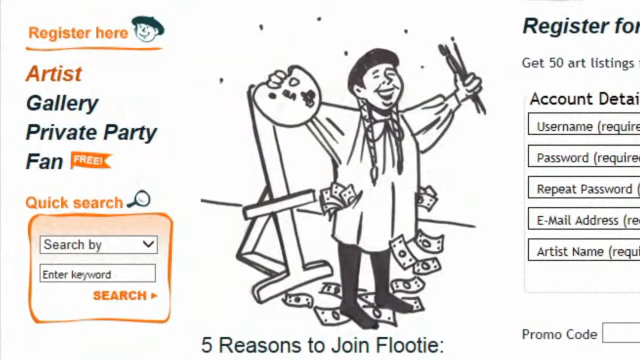 Register here
Artist
Gallery
Private Party
Fan FREE!
Quick search
Search by
Enter keyword
SEARCH
5 Reasons to Join Flootie:
Register for
Get 50 art listings
Account Detai
Username (require
Password (require
Repeat Password (
E-Mail Address (re
Artist Name (requi
Promo Code